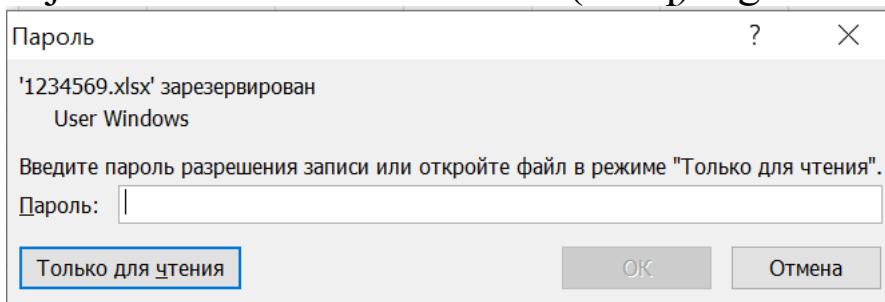 Пароль ? ×
'1234569.xlsx' зарезервирован
User Windows
Введите пароль разрешения записи или откройте файл в режиме "Только для чтения".
Пароль:
Только для чтения OK Отмена